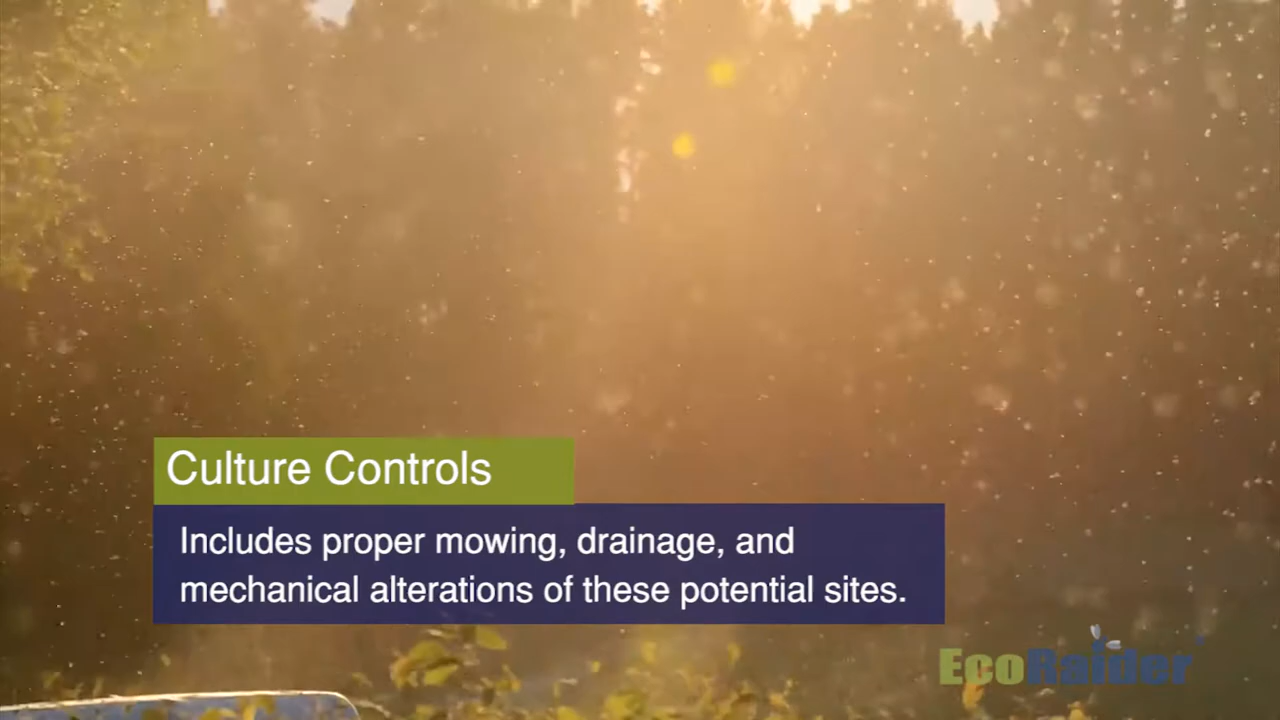 Culture Controls
Includes proper mowing, drainage, and
mechanical alterations of these potential sites.
EcoRaider